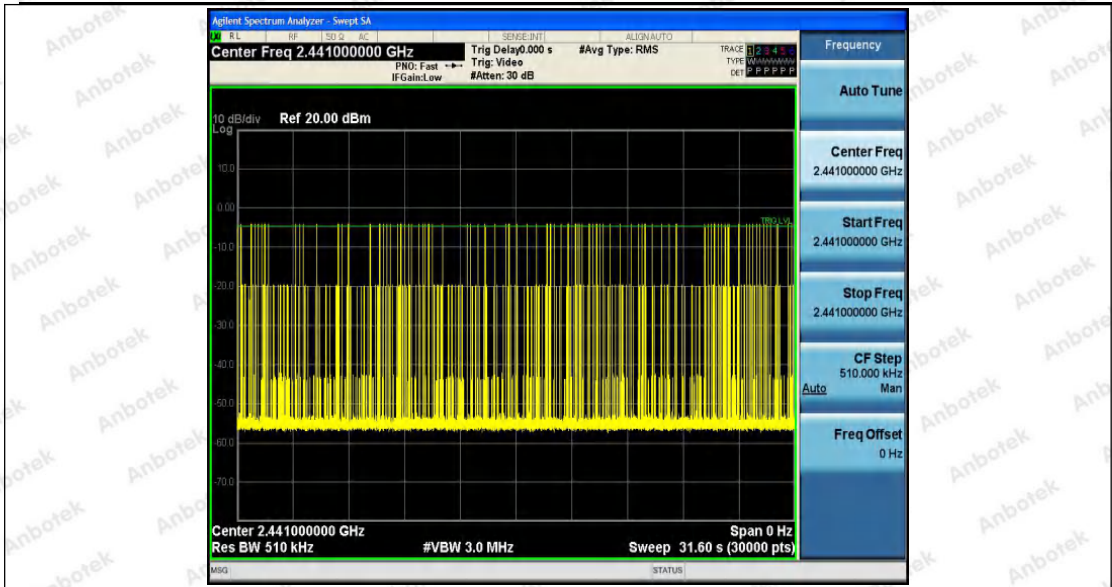 Agilent Spectrum Analyzer - Swept SA
LXI RL RF 50 Ω AC SENSE:INT ALIGNAUTO
Center Freq 2.441000000 GHz
Trig Delay0.000 s #Avg Type: RMS
PNO: Fast Trig: Video
IFGain:Low #Atten: 30 dB
TRACE 1 2 3 4 5 6
TYPE WWWWWWW
DET P P P P P P
10 dB/div Ref 20.00 dBm
Log
10.0
0.00
TRIG LVL
-10.0
-20.0
-30.0
-40.0
-50.0
-60.0
-70.0
Center 2.441000000 GHz Span 0 Hz
Res BW 510 kHz #VBW 3.0 MHz Sweep 31.60 s (30000 pts)
MSG STATUS
Frequency
Auto Tune
Center Freq
2.441000000 GHz
Start Freq
2.441000000 GHz
Stop Freq
2.441000000 GHz
CF Step
510.000 kHz
Auto Man
Freq Offset
0 Hz
Anbotek